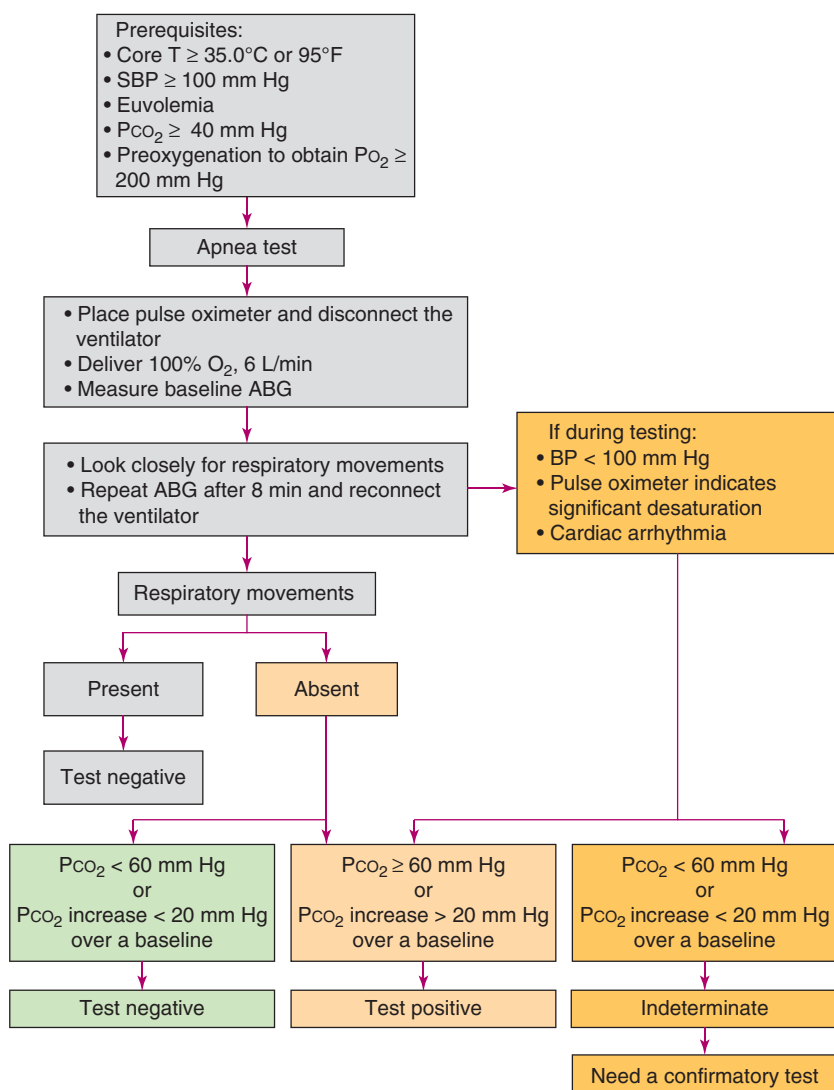 Prerequisites:
• Core T ≥ 35.0°C or 95°F
• SBP ≥ 100 mm Hg
• Euvolemia
• PCO₂ ≥ 40 mm Hg
• Preoxygenation to obtain PO₂ ≥
200 mm Hg
Apnea test
• Place pulse oximeter and disconnect the
ventilator
• Deliver 100% O₂, 6 L/min
• Measure baseline ABG
• Look closely for respiratory movements
• Repeat ABG after 8 min and reconnect
the ventilator
If during testing:
• BP < 100 mm Hg
• Pulse oximeter indicates
significant desaturation
• Cardiac arrhythmia
Respiratory movements
Present
Absent
Test negative
PCO₂ < 60 mm Hg
or
PCO₂ increase < 20 mm Hg
over a baseline
PCO₂ ≥ 60 mm Hg
or
PCO₂ increase > 20 mm Hg
over a baseline
PCO₂ < 60 mm Hg
or
PCO₂ increase < 20 mm Hg
over a baseline
Test negative
Test positive
Indeterminate
Need a confirmatory test